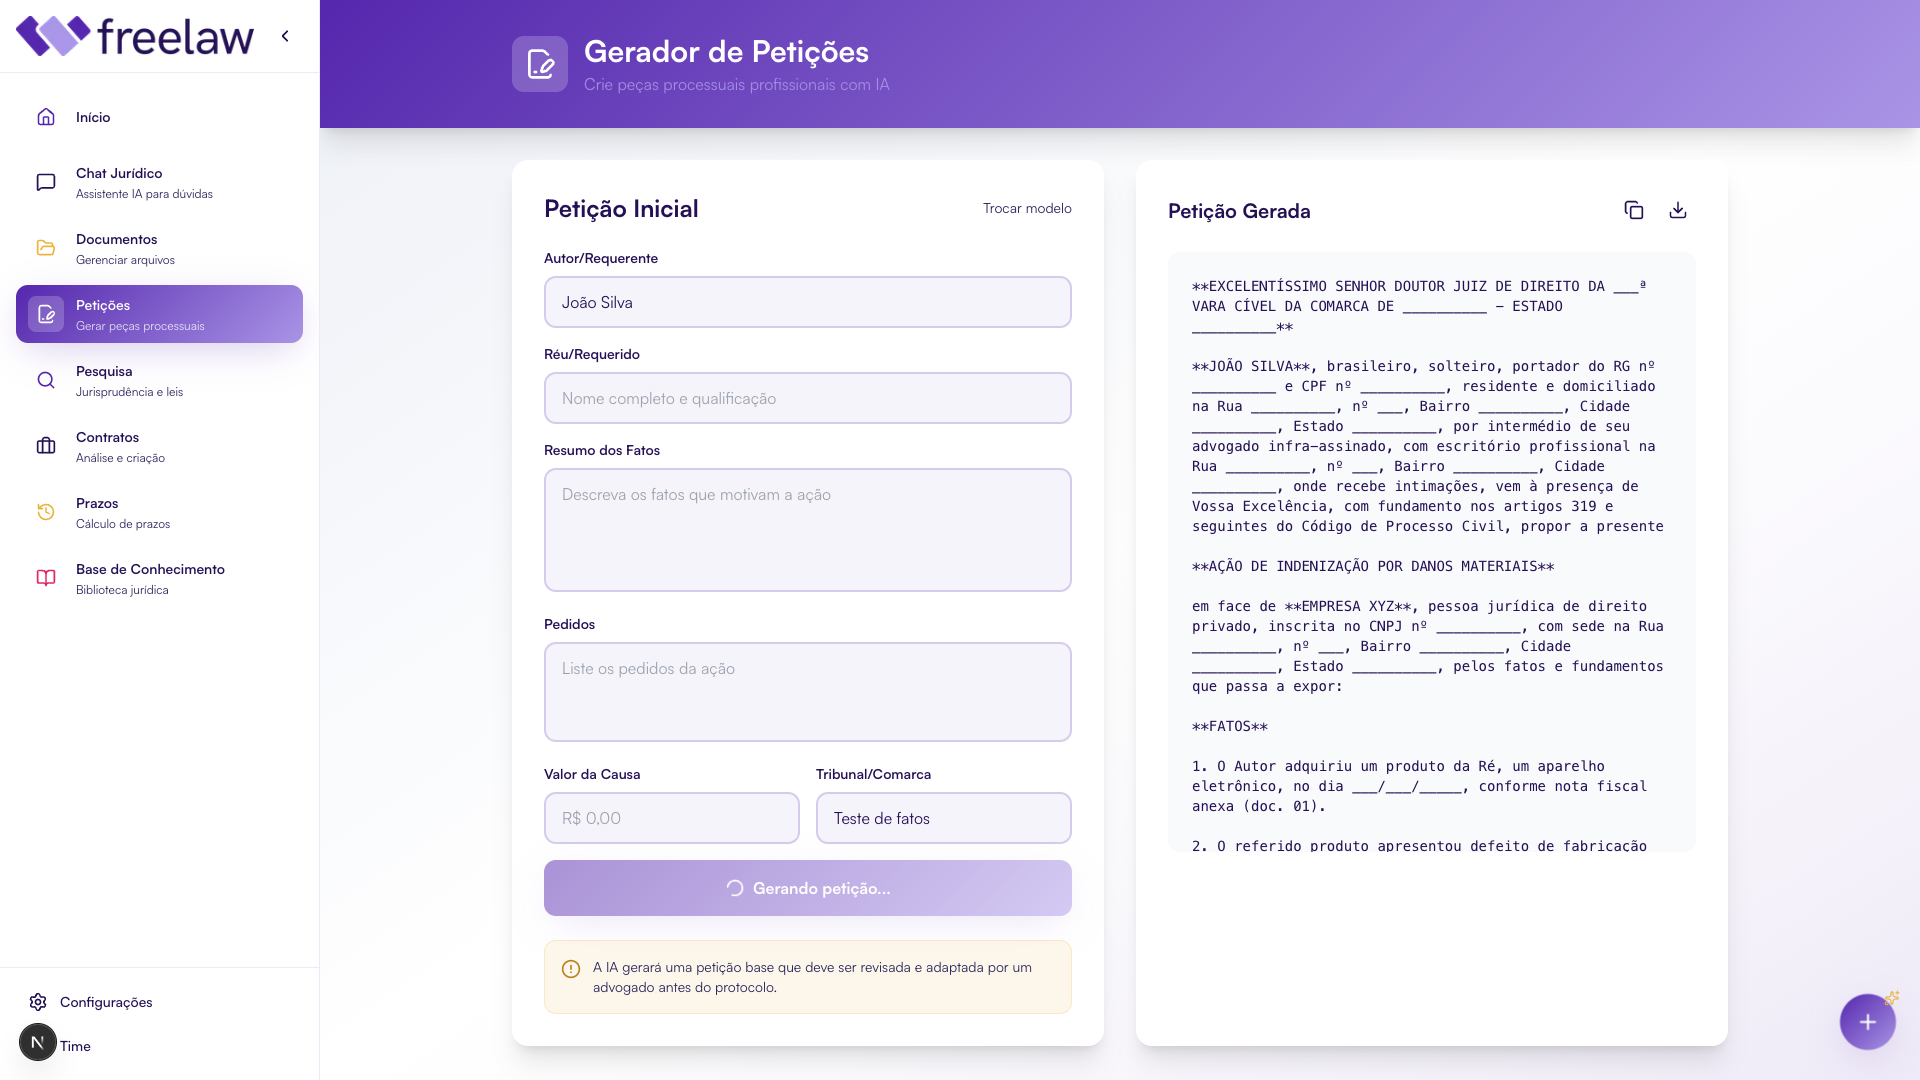 freelaw
Início
Chat Jurídico
Assistente IA para dúvidas
Documentos
Gerenciar arquivos
Petições
Gerar peças processuais
Pesquisa
Jurisprudência e leis
Contratos
Análise e criação
Prazos
Cálculo de prazos
Base de Conhecimento
Biblioteca jurídica
Configurações
N
Time
Gerador de Petições
Crie peças processuais profissionais com IA
Petição Inicial
Trocar modelo
Autor/Requerente
João Silva
Réu/Requerido
Nome completo e qualificação
Resumo dos Fatos
Descreva os fatos que motivam a ação
Pedidos
Liste os pedidos da ação
Valor da Causa
Tribunal/Comarca
R$ 0,00
Teste de fatos
Gerando petição...
A IA gerará uma petição base que deve ser revisada e adaptada por um
advogado antes do protocolo.
Petição Gerada
**EXCELENTÍSSIMO SENHOR DOUTOR JUIZ DE DIREITO DA ___ª
VARA CÍVEL DA COMARCA DE __________ – ESTADO
__________**
**JOÃO SILVA**, brasileiro, solteiro, portador do RG nº
__________ e CPF nº __________, residente e domiciliado
na Rua __________, nº ___, Bairro __________, Cidade
__________, Estado __________, por intermédio de seu
advogado infra-assinado, com escritório profissional na
Rua __________, nº ___, Bairro __________, Cidade
__________, onde recebe intimações, vem à presença de
Vossa Excelência, com fundamento nos artigos 319 e
seguintes do Código de Processo Civil, propor a presente
**AÇÃO DE INDENIZAÇÃO POR DANOS MATERIAIS**
em face de **EMPRESA XYZ**, pessoa jurídica de direito
privado, inscrita no CNPJ nº __________, com sede na Rua
__________, nº ___, Bairro __________, Cidade
__________, Estado __________, pelos fatos e fundamentos
que passa a expor:
**FATOS**
1. O Autor adquiriu um produto da Ré, um aparelho
eletrônico, no dia ___/___/_____, conforme nota fiscal
anexa (doc. 01).
2. O referido produto apresentou defeito de fabricação